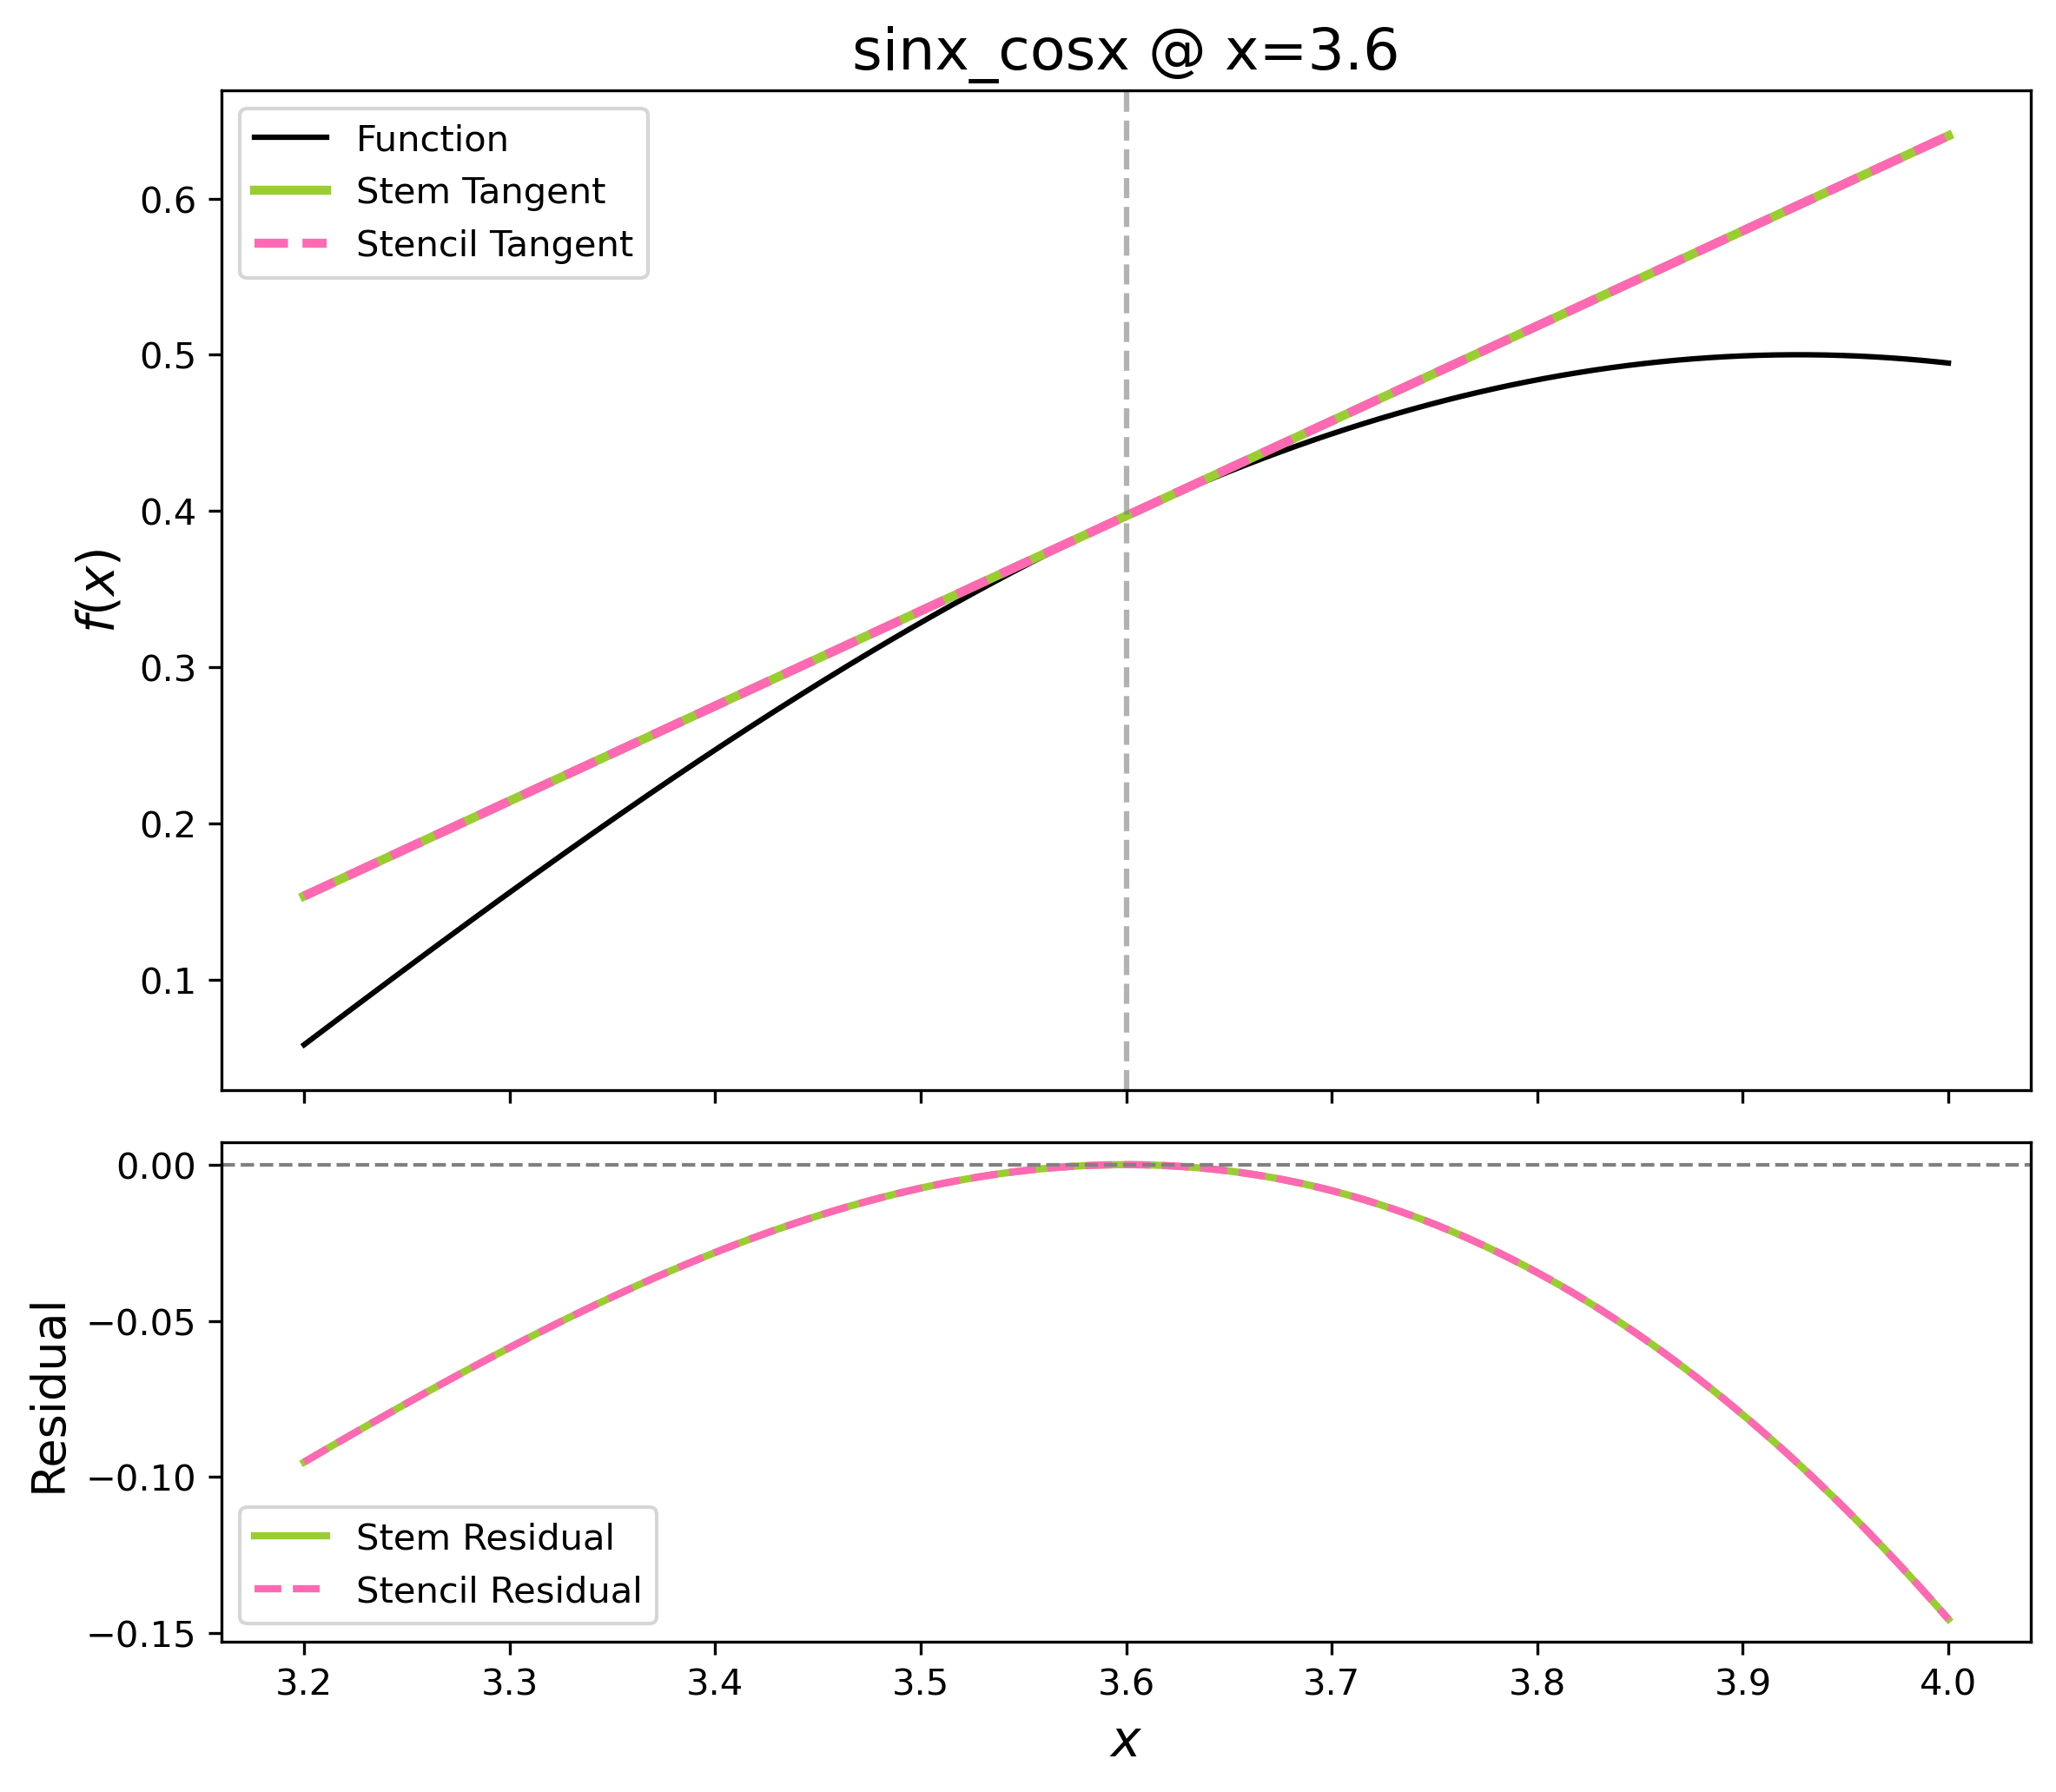 sinx_cosx @ x=3.6
Function
Stem Tangent
Stencil Tangent
f(x)
0.6
0.5
0.4
0.3
0.2
0.1
0.00
−0.05
−0.10
−0.15
Residual
Stem Residual
Stencil Residual
3.2 3.3 3.4 3.5 3.6 3.7 3.8 3.9 4.0
x